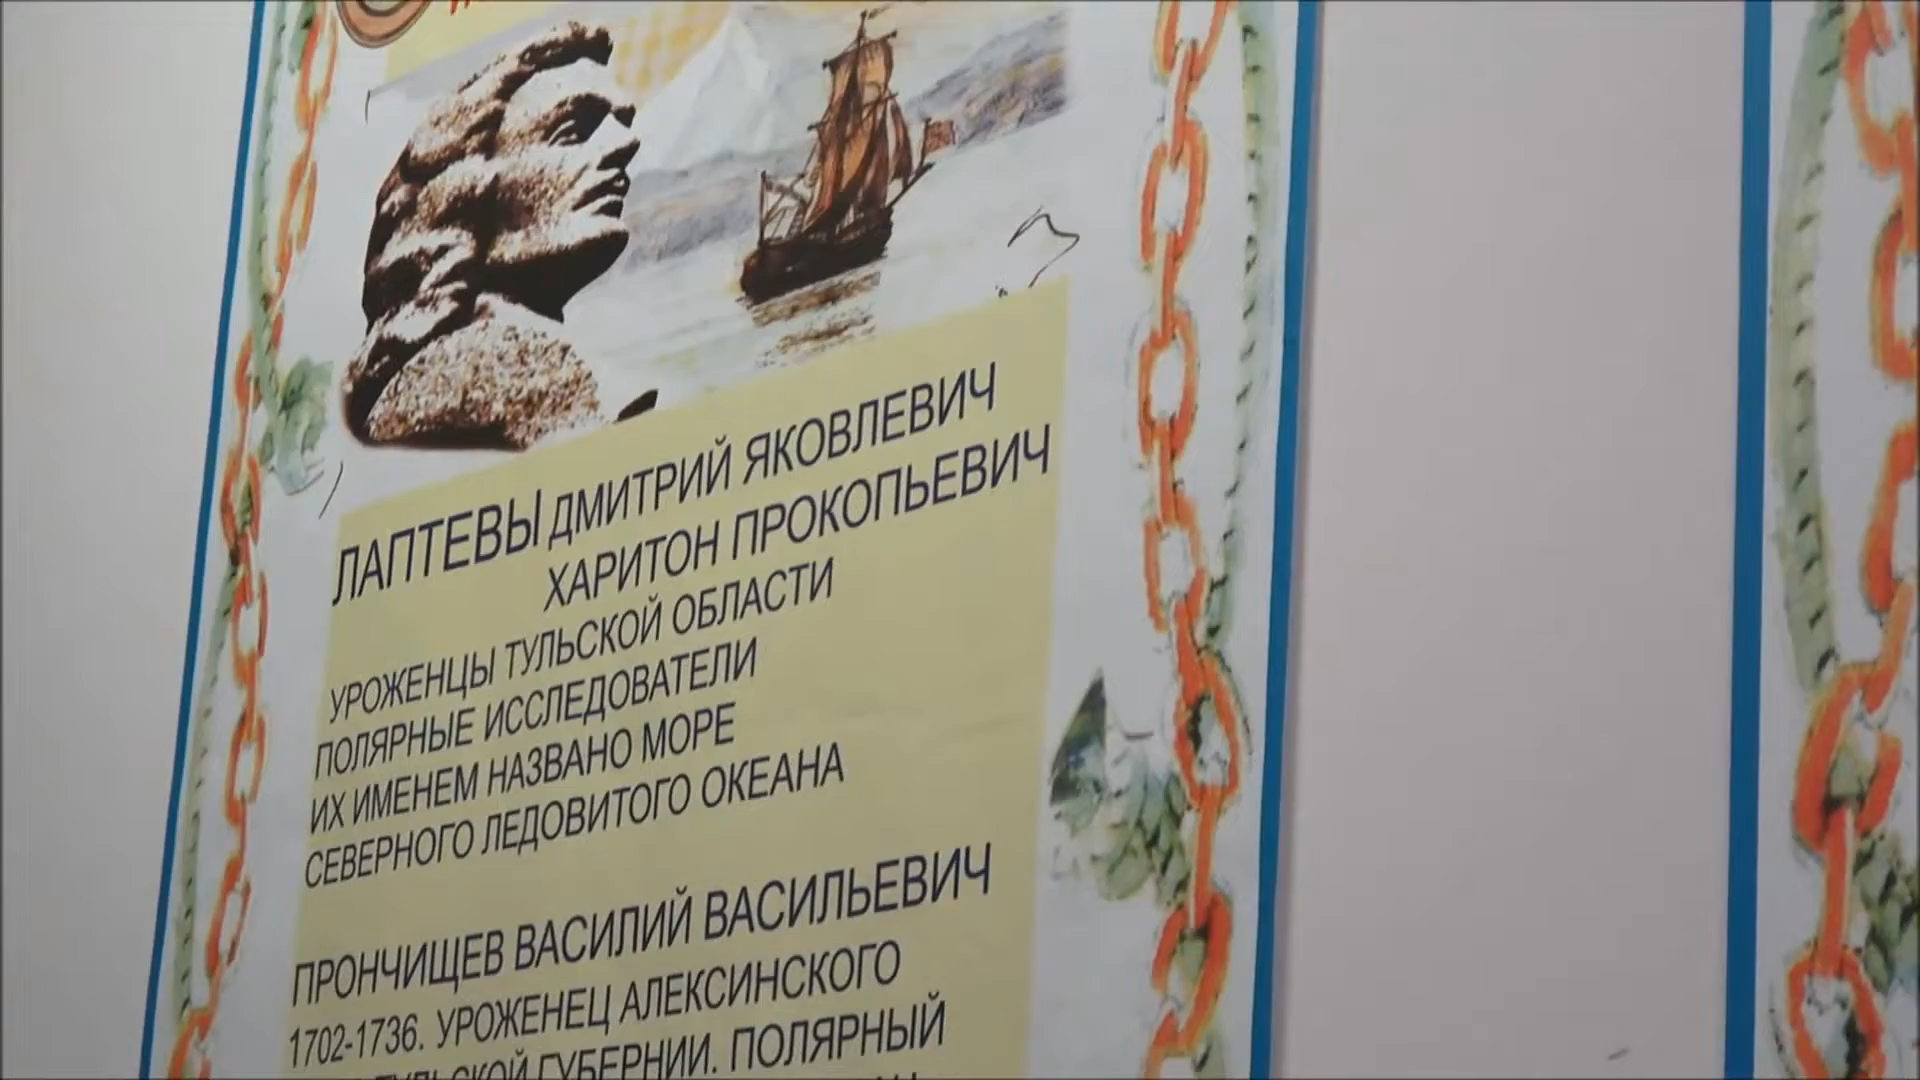 ЛАПТЕВЫ ДМИТРИЙ ЯКОВЛЕВИЧ
ХАРИТОН ПРОКОПЬЕВИЧ
УРОЖЕНЦЫ ТУЛЬСКОЙ ОБЛАСТИ
ПОЛЯРНЫЕ ИССЛЕДОВАТЕЛИ
ИХ ИМЕНЕМ НАЗВАНО МОРЕ
СЕВЕРНОГО ЛЕДОВИТОГО ОКЕАНА
ПРОНЧИЩЕВ ВАСИЛИЙ ВАСИЛЬЕВИЧ
1702-1736. УРОЖЕНЕЦ АЛЕКСИНСКОГО
ТУЛЬСКОЙ ГУБЕРНИИ. ПОЛЯРНЫЙ